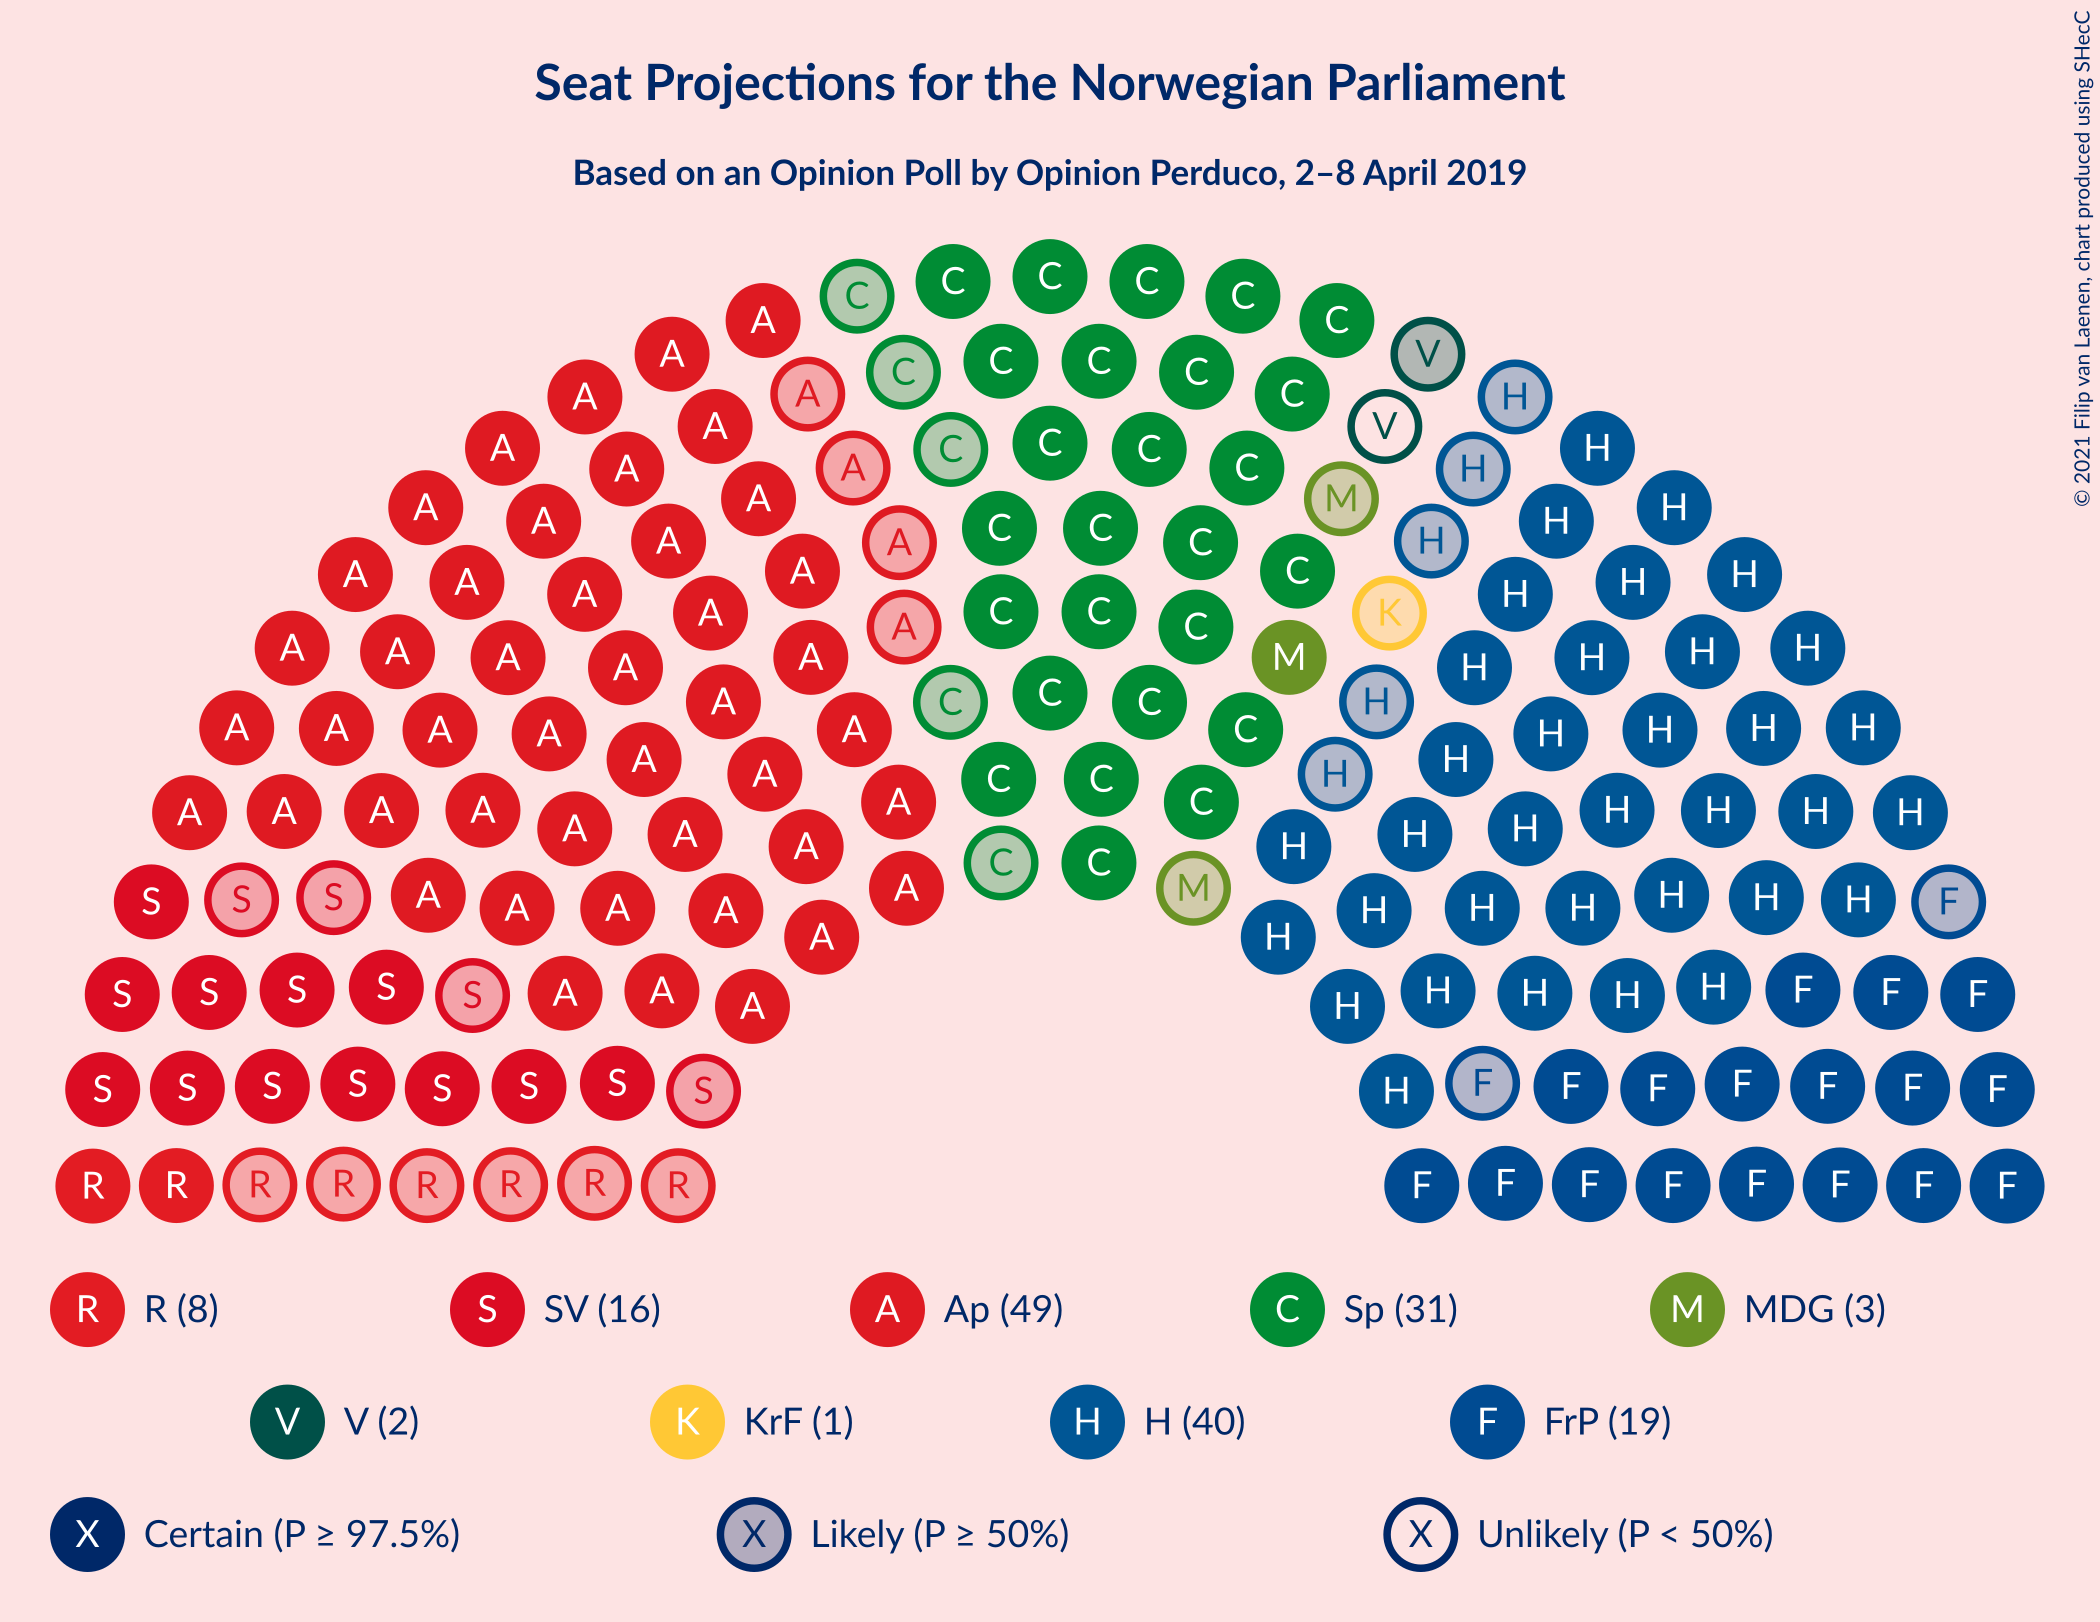 Seat Projections for the Norwegian Parliament
Based on an Opinion Poll by Opinion Perduco, 2–8 April 2019
© 2021 Filip van Laenen, chart produced using SHecC
C C C C C
A C
A C C C C V
A A C H
A A C C C V H
A A C H
A A M H
A A A C C C H H
A A A C H H
A A A C C C K H
A A A A A M H H H H
A C C C H
A A A A A C H H H H
A A C C H H
A A A A A A A A C H H H H H H H
C C
S S S A A A A A M H H H H H H F
A H
S S S S S A A A H H H H H F F F
S S S S S S S S H F F F F F F F
R R R R R R R R F F F F F F F F
R R (8) S SV (16) A Ap (49) C Sp (31) M MDG (3)
V V (2) K KrF (1) H H (40) F FrP (19)
X Certain (P ≥ 97.5%) X Likely (P ≥ 50%) X Unlikely (P < 50%)